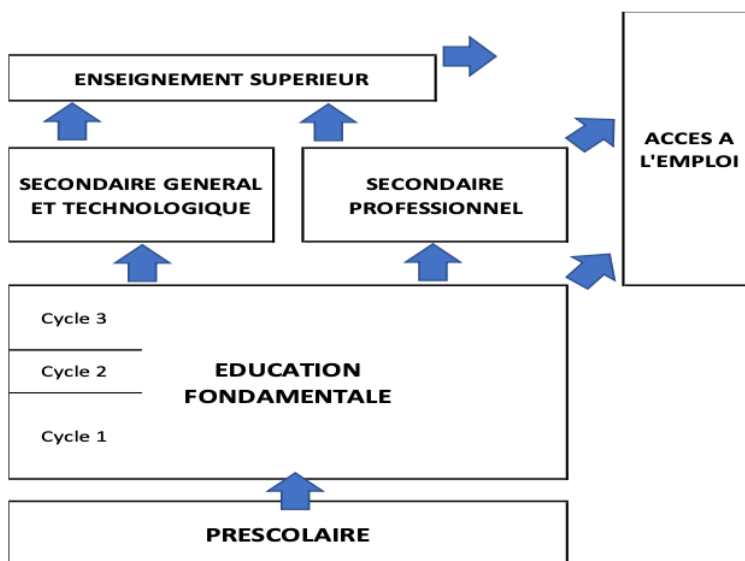 ENSEIGNEMENT SUPERIEUR
ACCES A
L'EMPLOI
SECONDAIRE GENERAL
ET TECHNOLOGIQUE
SECONDAIRE
PROFESSIONNEL
Cycle 3
Cycle 2
Cycle 1
EDUCATION
FONDAMENTALE
PRESCOLAIRE